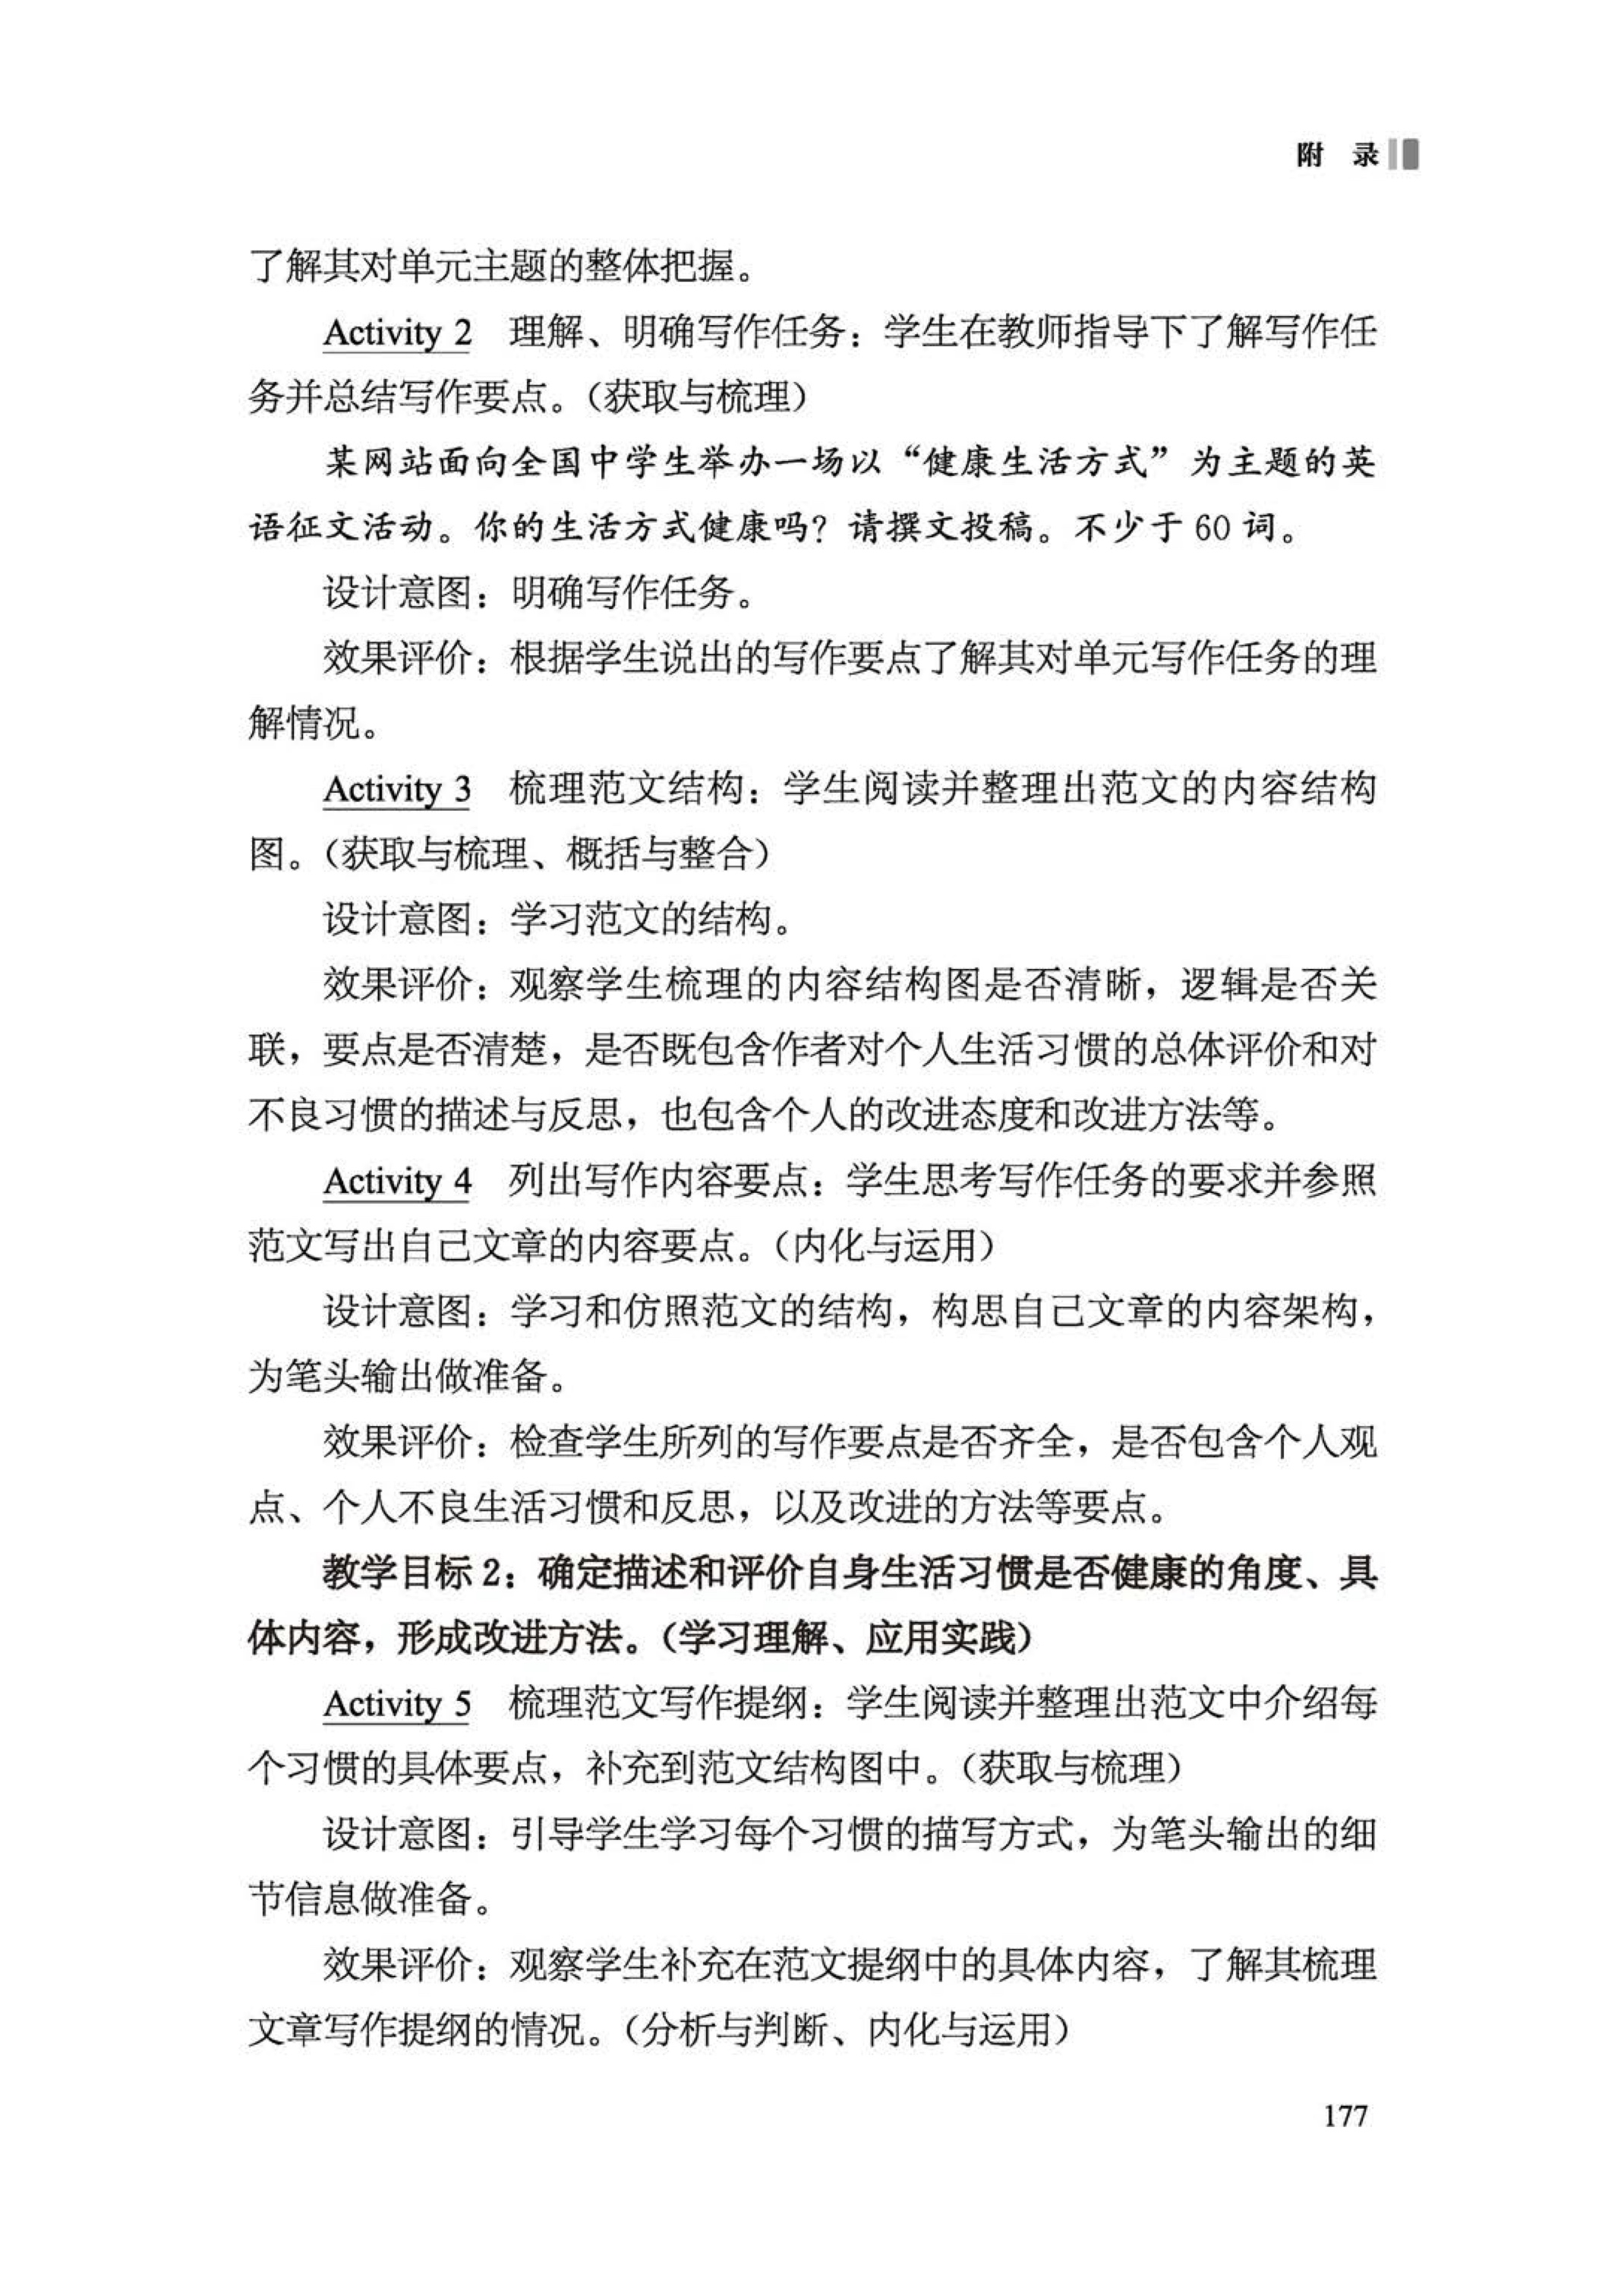 附 录
了解其对单元主题的整体把握。
Activity 2 理解、明确写作任务：学生在教师指导下了解写作任
务并总结写作要点。（获取与梳理）
某网站面向全国中学生举办一场以“健康生活方式”为主题的英
语征文活动。你的生活方式健康吗？请撰文投稿。不少于 60 词。
设计意图：明确写作任务。
效果评价：根据学生说出的写作要点了解其对单元写作任务的理
解情况。
Activity 3 梳理范文结构：学生阅读并整理出范文的内容结构
图。（获取与梳理、概括与整合）
设计意图：学习范文的结构。
效果评价：观察学生梳理的内容结构图是否清晰，逻辑是否关
联，要点是否清楚，是否既包含作者对个人生活习惯的总体评价和对
不良习惯的描述与反思，也包含个人的改进态度和改进方法等。
Activity 4 列出写作内容要点：学生思考写作任务的要求并参照
范文写出自己文章的内容要点。（内化与运用）
设计意图：学习和仿照范文的结构，构思自己文章的内容架构，
为笔头输出做准备。
效果评价：检查学生所列的写作要点是否齐全，是否包含个人观
点、个人不良生活习惯和反思，以及改进的方法等要点。
教学目标 2：确定描述和评价自身生活习惯是否健康的角度、具
体内容，形成改进方法。（学习理解、应用实践）
Activity 5 梳理范文写作提纲：学生阅读并整理出范文中介绍每
个习惯的具体要点，补充到范文结构图中。（获取与梳理）
设计意图：引导学生学习每个习惯的描写方式，为笔头输出的细
节信息做准备。
效果评价：观察学生补充在范文提纲中的具体内容，了解其梳理
文章写作提纲的情况。（分析与判断、内化与运用）
177